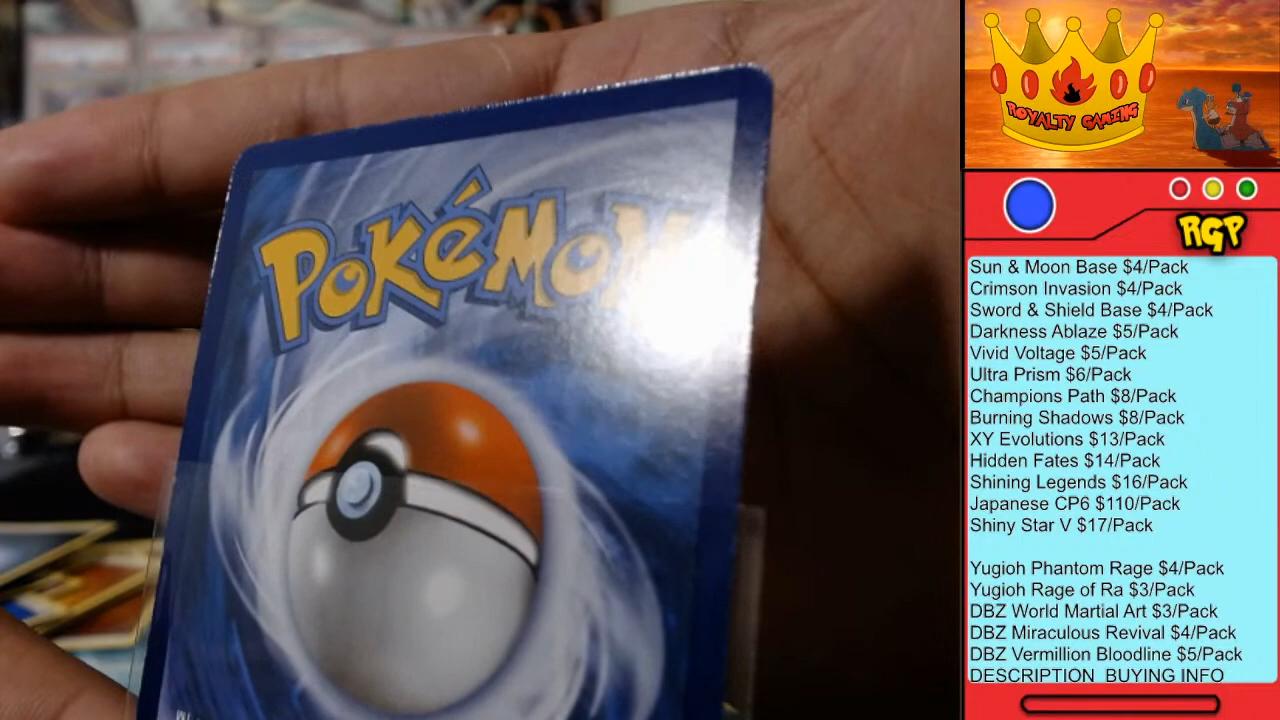 POKéMON
ROYALTY GAMING
RGP
Sun & Moon Base $4/Pack
Crimson Invasion $4/Pack
Sword & Shield Base $4/Pack
Darkness Ablaze $5/Pack
Vivid Voltage $5/Pack
Ultra Prism $6/Pack
Champions Path $8/Pack
Burning Shadows $8/Pack
XY Evolutions $13/Pack
Hidden Fates $14/Pack
Shining Legends $16/Pack
Japanese CP6 $110/Pack
Shiny Star V $17/Pack
Yugioh Phantom Rage $4/Pack
Yugioh Rage of Ra $3/Pack
DBZ World Martial Art $3/Pack
DBZ Miraculous Revival $4/Pack
DBZ Vermillion Bloodline $5/Pack
DESCRIPTION BUYING INFO